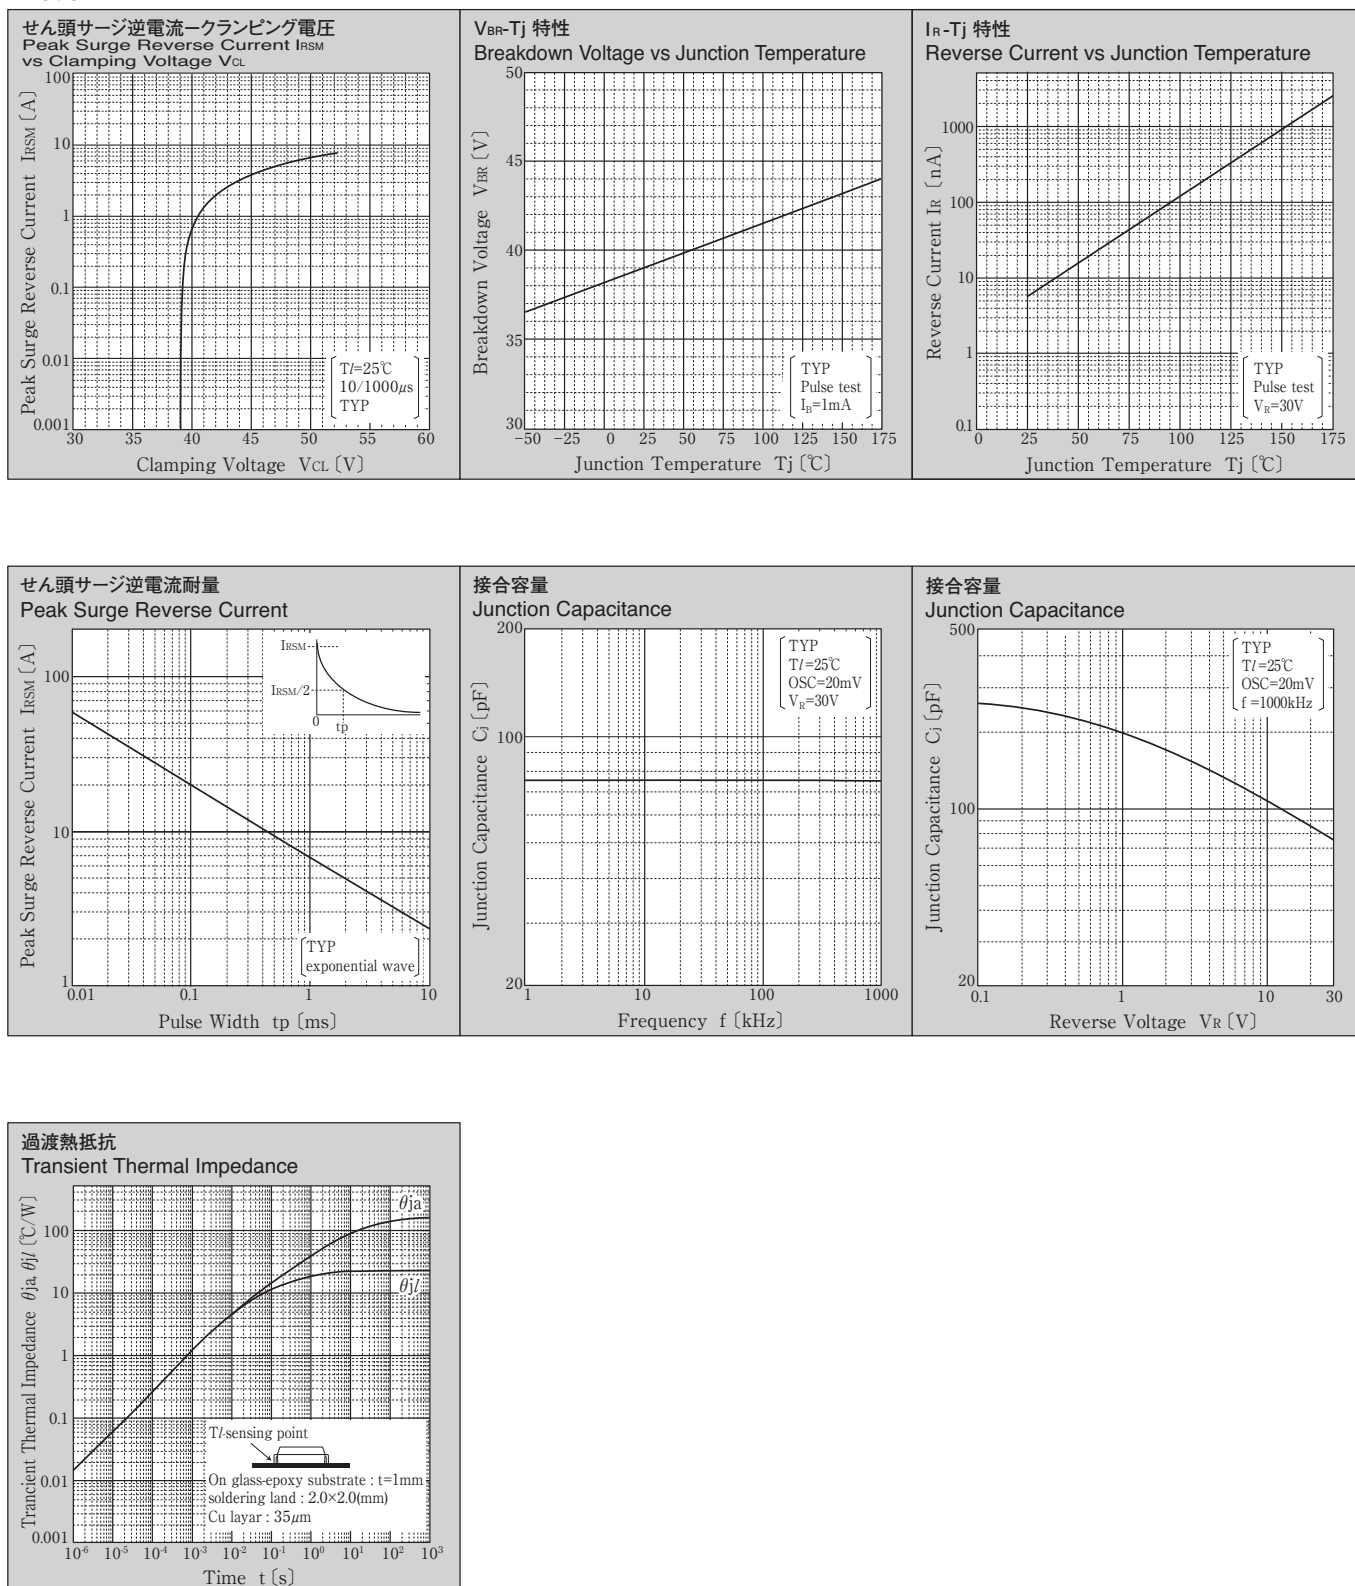 せん頭サージ逆電流−クランピング電圧
Peak Surge Reverse Current IRSM
vs Clamping Voltage VCL
Peak Surge Reverse Current IRSM [A]
100
10
1
0.1
0.01
0.001
Tl=25℃
10/1000μs
TYP
30 35 40 45 50 55 60
Clamping Voltage VCL [V]
VBR-Tj 特性
Breakdown Voltage vs Junction Temperature
Breakdown Voltage VBR [V]
50
45
40
35
30
TYP
Pulse test
IB=1mA
−50 −25 0 25 50 75 100 125 150 175
Junction Temperature Tj [℃]
IR-Tj 特性
Reverse Current vs Junction Temperature
Reverse Current IR [nA]
1000
100
10
1
0.1
TYP
Pulse test
VR=30V
0 25 50 75 100 125 150 175
Junction Temperature Tj [℃]
せん頭サージ逆電流耐量
Peak Surge Reverse Current
Peak Surge Reverse Current IRSM [A]
100
10
1
IRSM
IRSM/2
0 tp
TYP
exponential wave
0.01 0.1 1 10
Pulse Width tp [ms]
接合容量
Junction Capacitance
Junction Capacitance Cj [pF]
200
100
20
TYP
Tl=25℃
OSC=20mV
VR=30V
1 10 100 1000
Frequency f [kHz]
接合容量
Junction Capacitance
Junction Capacitance Cj [pF]
500
100
20
TYP
Tl=25℃
OSC=20mV
f =1000kHz
0.1 1 10 30
Reverse Voltage VR [V]
過渡熱抵抗
Transient Thermal Impedance
Trancient Thermal Impedance θja, θjl [℃/W]
100
10
1
0.1
0.01
0.001
θja
θjl
Tl-sensing point
On glass-epoxy substrate : t=1mm
soldering land : 2.0×2.0(mm)
Cu layar : 35μm
10-6 10-5 10-4 10-3 10-2 10-1 100 101 102 103
Time t [s]